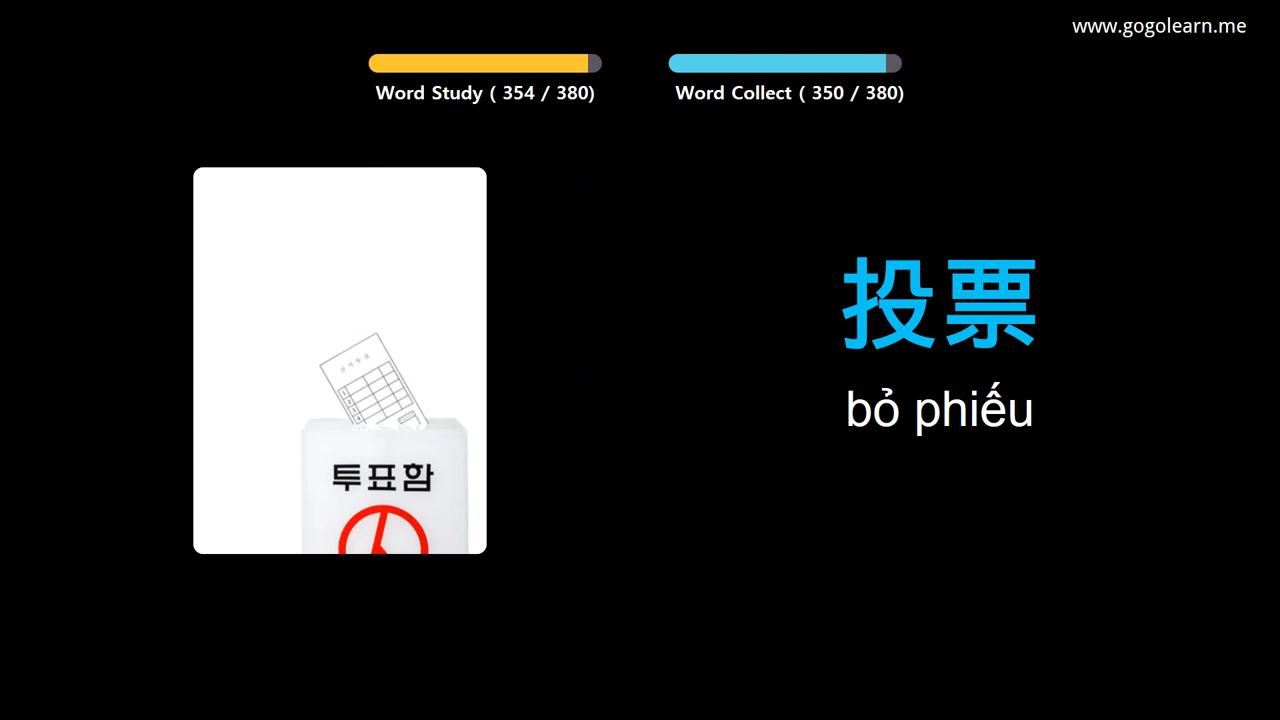 www.gogolearn.me
Word Study ( 354 / 380)
Word Collect ( 350 / 380)
投票
bỏ phiếu
투표함